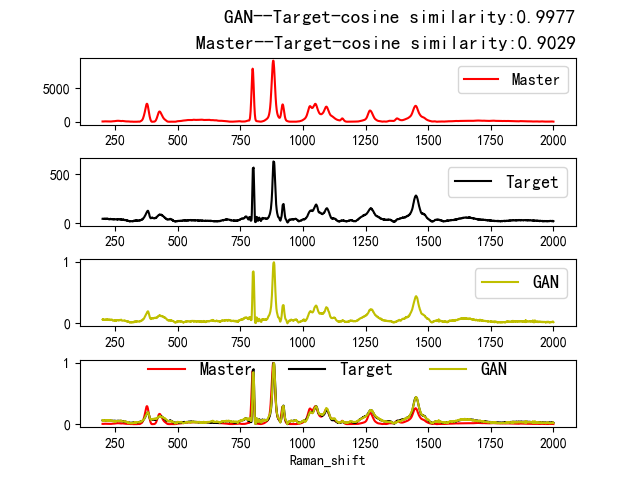 GAN--Target-cosine similarity:0.9977
Master--Target-cosine similarity:0.9029
5000
0
Master
250 500 750 1000 1250 1500 1750 2000
500
0
Target
250 500 750 1000 1250 1500 1750 2000
1
0
GAN
250 500 750 1000 1250 1500 1750 2000
1
0
Master Target GAN
250 500 750 1000 1250 1500 1750 2000
Raman_shift